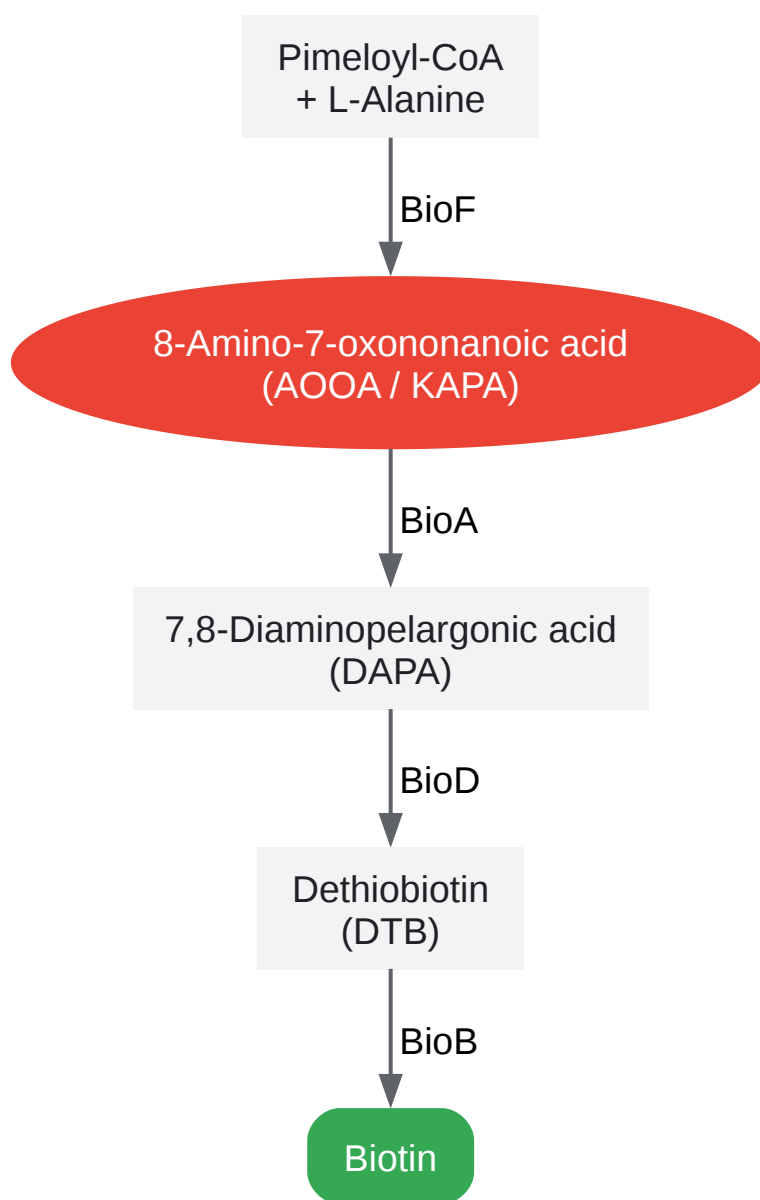 Pimeloyl-CoA
+ L-Alanine
BioF
8-Amino-7-oxononanoic acid
(AOOA / KAPA)
BioA
7,8-Diaminopelargonic acid
(DAPA)
BioD
Dethiobiotin
(DTB)
BioB
Biotin